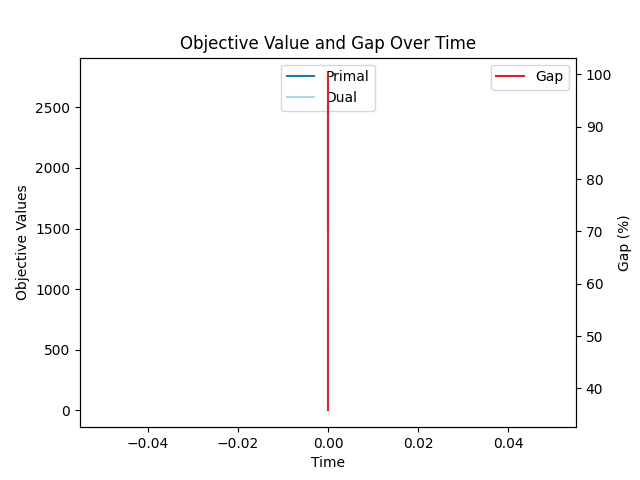 Objective Value and Gap Over Time
Primal
Dual
Gap
2500
2000
1500
1000
500
0
Objective Values
100
90
80
70
60
50
40
Gap (%)
−0.04
−0.02
0.00
0.02
0.04
Time